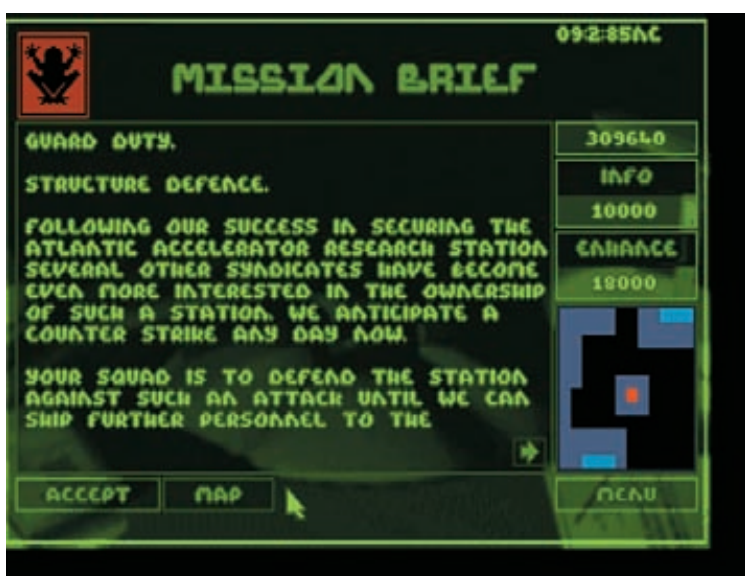 09:2:85NC
MISSION BRIEF
GUARD DUTY.
STRUCTURE DEFENCE.
FOLLOWING OUR SUCCESS IN SECURING THE
ATLANTIC ACCELERATOR RESEARCH STATION
SEVERAL OTHER SYNDICATES HAVE BECOME
EVEN MORE INTERESTED IN THE OWNERSHIP
OF SUCH A STATION. WE ANTICIPATE A
COUNTER STRIKE ANY DAY NOW.
YOUR SQUAD IS TO DEFEND THE STATION
AGAINST SUCH AN ATTACK UNTIL WE CAN
SHIP FURTHER PERSONNEL TO THE
309640
INFO
10000
ENHANCE
18000
ACCEPT
MAP
MENU